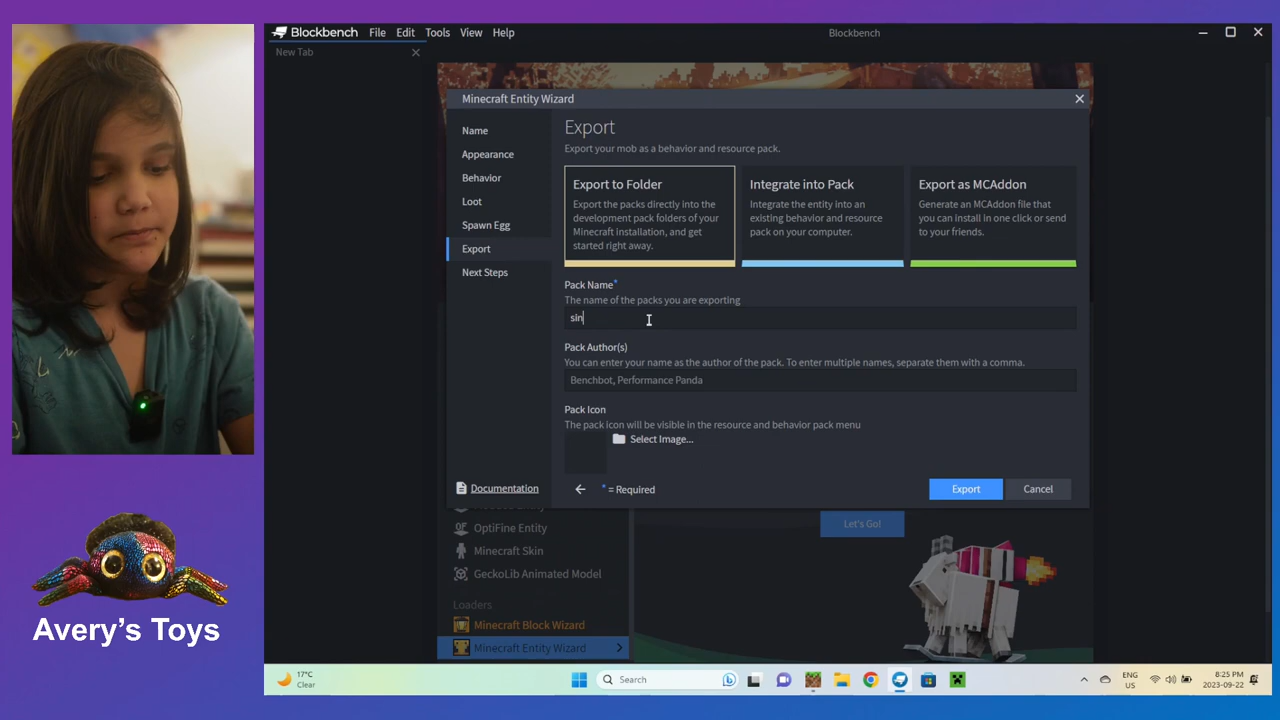 Blockbench File Edit Tools View Help
Blockbench
New Tab
Minecraft Entity Wizard
Name
Appearance
Behavior
Loot
Spawn Egg
Export
Next Steps
Documentation
Export
Export your mob as a behavior and resource pack.
Export to Folder
Export the packs directly into the
development pack folders of your
Minecraft installation, and get
started right away.
Integrate into Pack
Integrate the entity into an
existing behavior and resource
pack on your computer.
Export as MCAddon
Generate an MCAddon file that
you can install in one click or send
to your friends.
Pack Name*
The name of the packs you are exporting
sin
Pack Author(s)
You can enter your name as the author of the pack. To enter multiple names, separate them with a comma.
Benchbot, Performance Panda
Pack Icon
The pack icon will be visible in the resource and behavior pack menu
Select Image...
* = Required
Export
Cancel
OptiFine Entity
Minecraft Skin
GeckoLib Animated Model
Loaders
Minecraft Block Wizard
Minecraft Entity Wizard
Let's Go!
Avery's Toys
17°C
Clear
Search
ENG
US
8:25 PM
2023-09-22